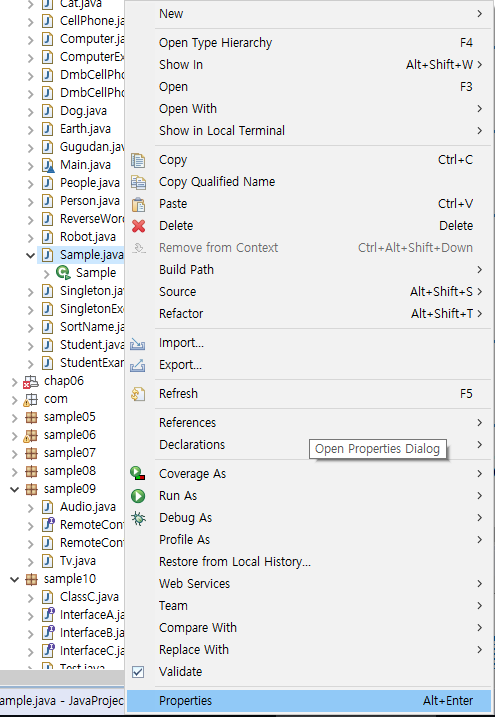 Cat.java
CellPhone.java
Computer.ja
ComputerEx
DmbCellPho
DmbCellPho
Dog.java
Earth.java
Gugudan.jav
Main.java
People.java
Person.java
ReverseWord
Robot.java
Sample.java
Sample
Singleton.jav
SingletonExa
SortName.ja
Student.java
StudentExam
chap06
com
sample05
sample06
sample07
sample08
sample09
Audio.java
RemoteCont
RemoteCont
Tv.java
sample10
ClassC.java
InterfaceA.ja
InterfaceB.ja
InterfaceC.ja
Test.java
ample.java - JavaProjec
New
Open Type Hierarchy F4
Show In Alt+Shift+W
Open F3
Open With
Show in Local Terminal
Copy Ctrl+C
Copy Qualified Name
Paste Ctrl+V
Delete Delete
Remove from Context Ctrl+Alt+Shift+Down
Build Path
Source Alt+Shift+S
Refactor Alt+Shift+T
Import...
Export...
Refresh F5
References
Declarations
Open Properties Dialog
Coverage As
Run As
Debug As
Profile As
Restore from Local History...
Web Services
Team
Compare With
Replace With
Validate
Properties Alt+Enter